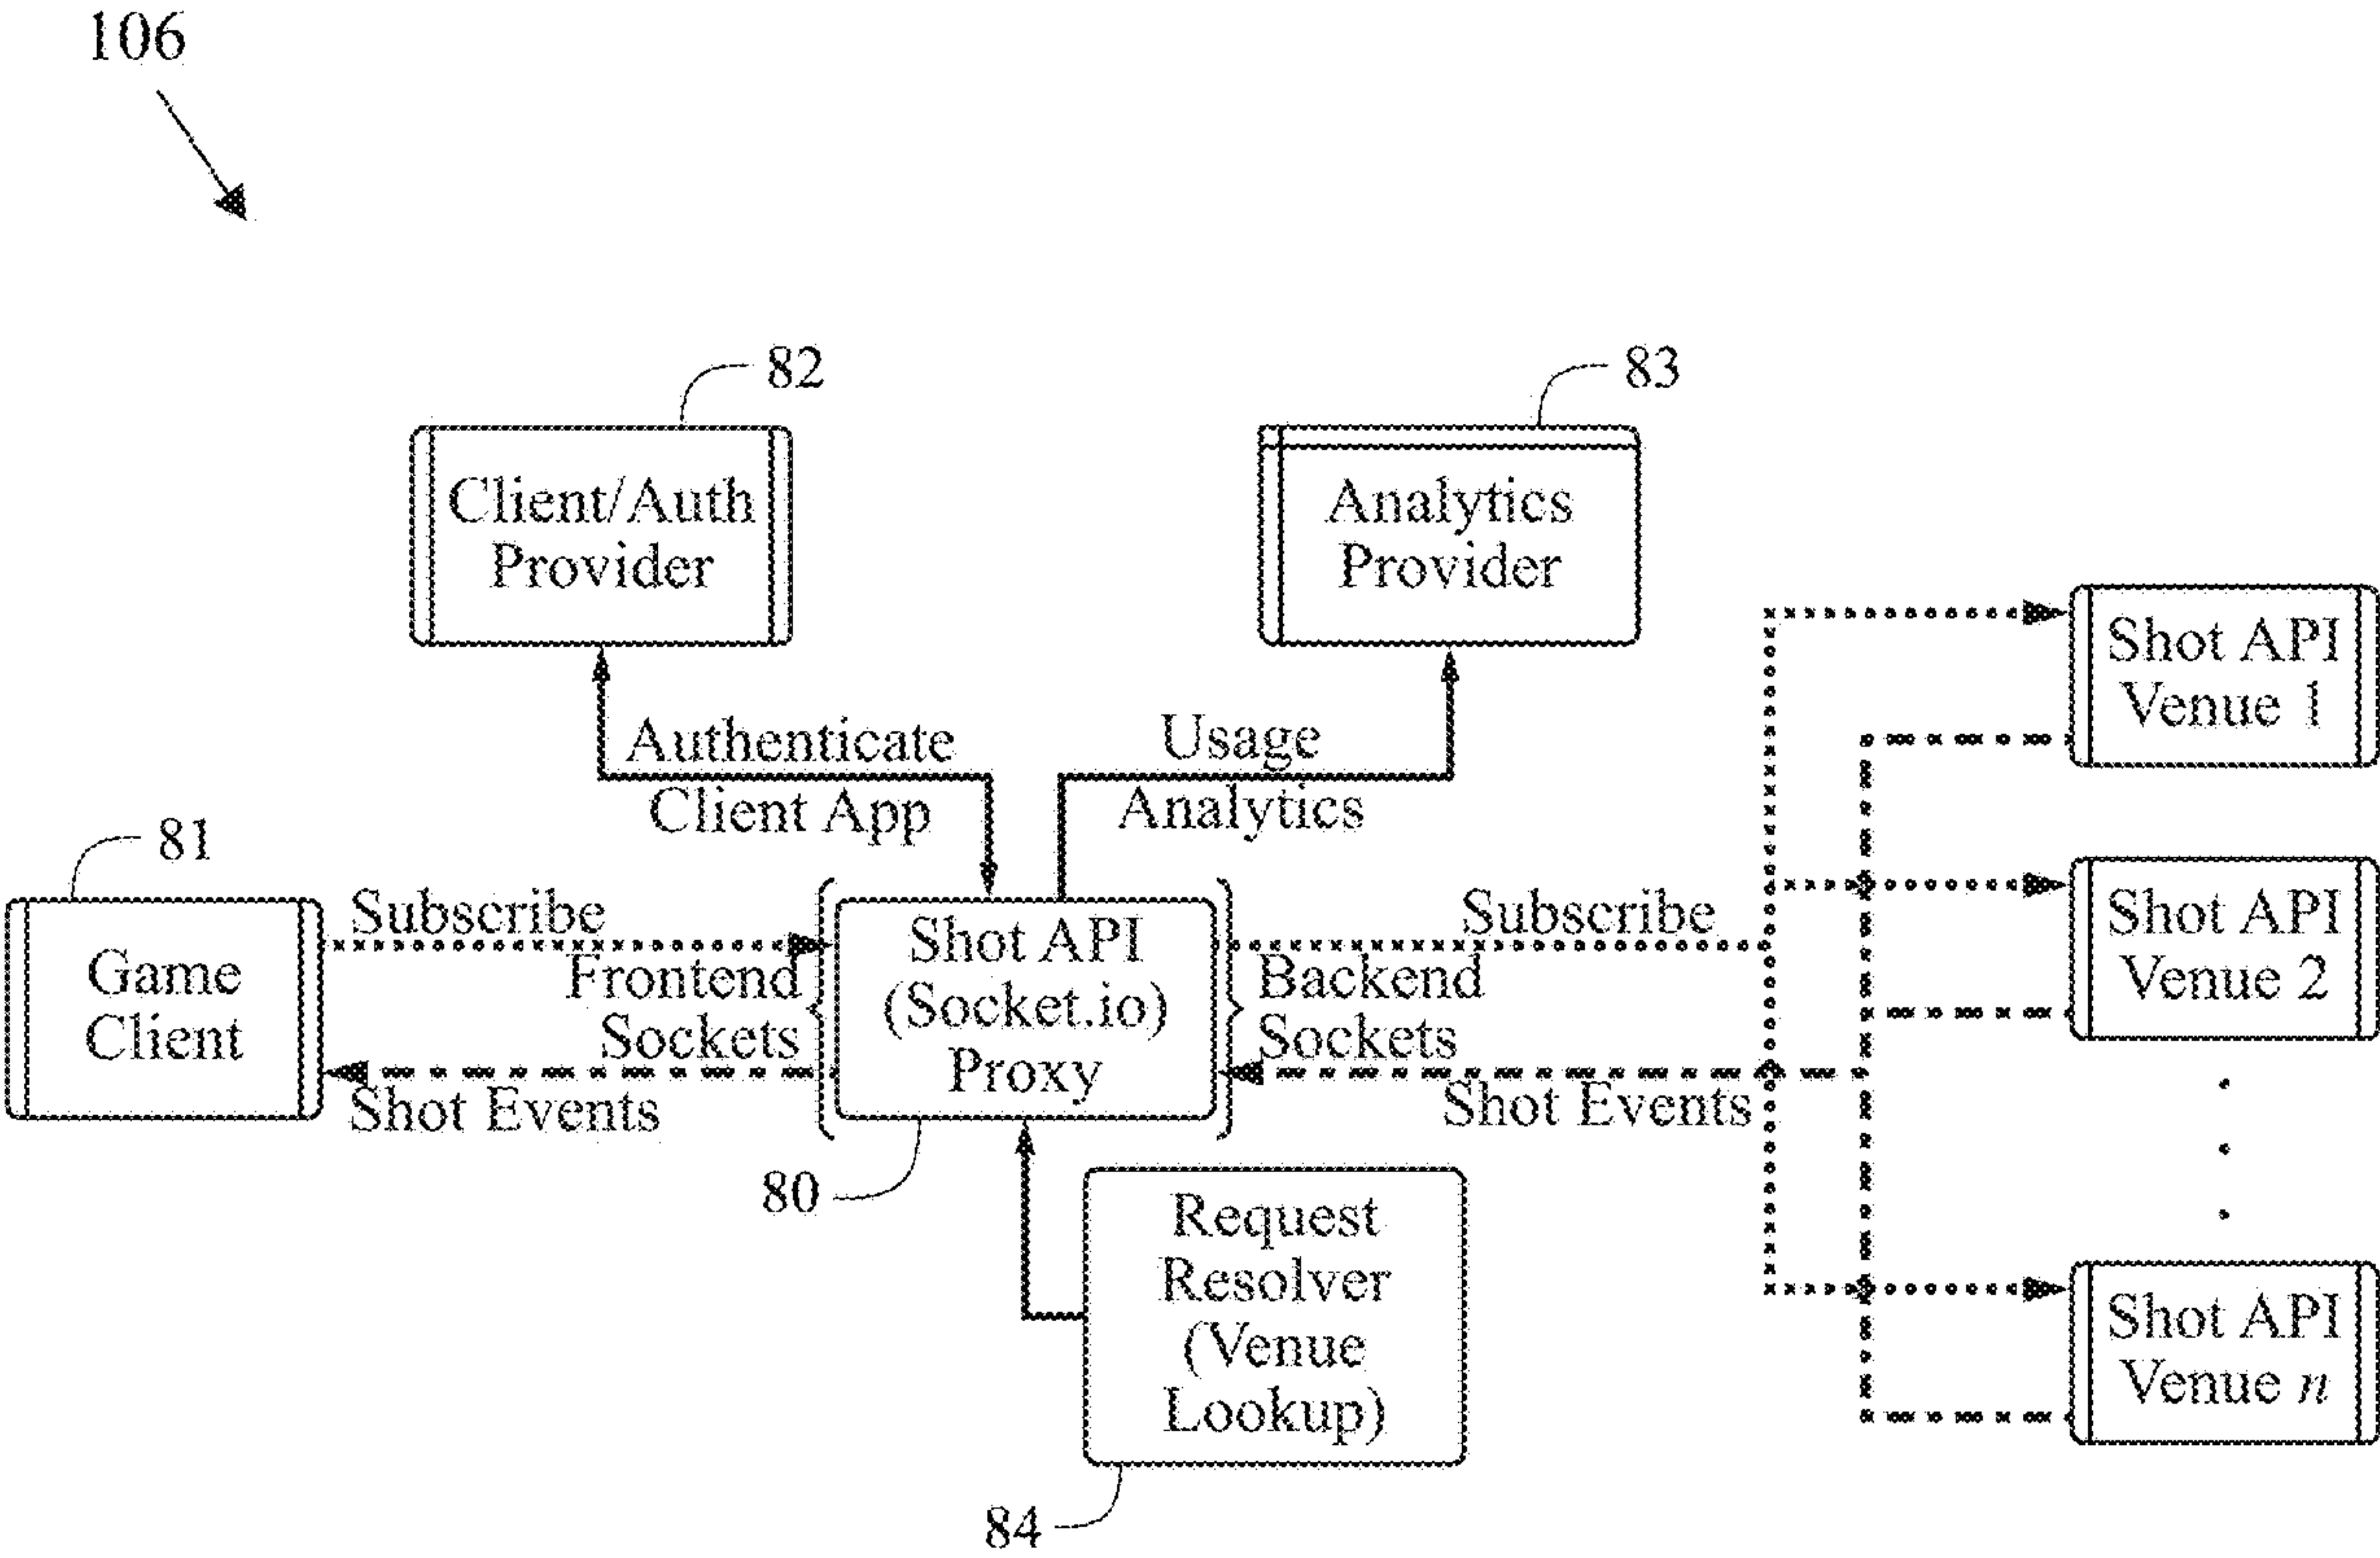 106
82
83
Client/Auth
Provider
Analytics
Provider
Shot API
Venue 1
Authenticate
Client App
Usage
Analytics
81
Game
Client
Subscribe
Frontend
Sockets
Shot Events
Shot API
(Socket.io)
Proxy
Subscribe
Backend
Sockets
Shot Events
Shot API
Venue 2
80
Request
Resolver
(Venue
Lookup)
Shot API
Venue n
84